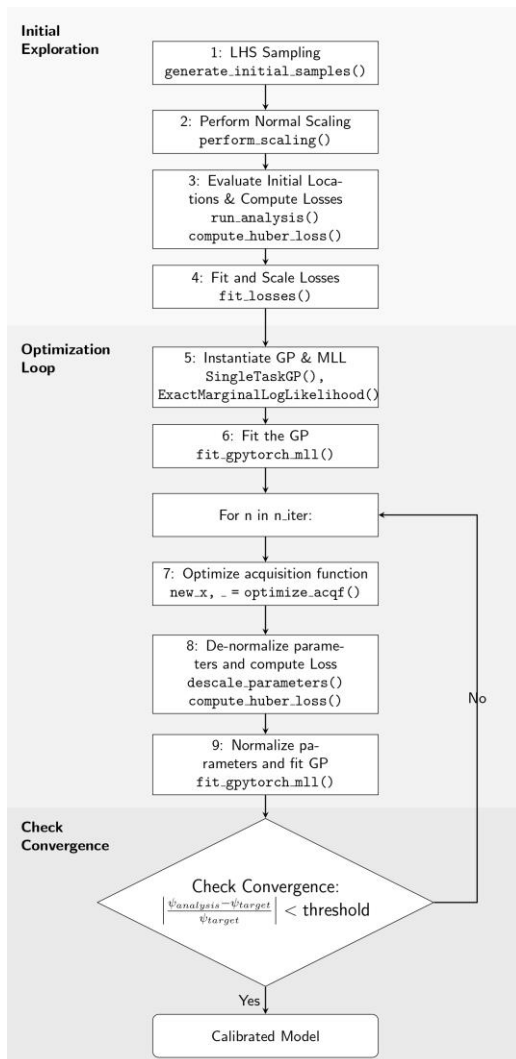 Initial
Exploration
1: LHS Sampling
generate_initial_samples()
2: Perform Normal Scaling
perform_scaling()
3: Evaluate Initial Loca-
tions & Compute Losses
run_analysis()
compute_huber_loss()
4: Fit and Scale Losses
fit_losses()
Optimization
Loop
5: Instantiate GP & MLL
SingleTaskGP(),
ExactMarginalLogLikelihood()
6: Fit the GP
fit_gpytorch_mll()
For n in n_iter:
7: Optimize acquisition function
new_x, _ = optimize_acqf()
8: De-normalize parame-
ters and compute Loss
descale_parameters()
compute_huber_loss()
No
9: Normalize pa-
rameters and fit GP
fit_gpytorch_mll()
Check
Convergence
Check Convergence:
|ψ_analysis − ψ_target / ψ_target| < threshold
Yes
Calibrated Model